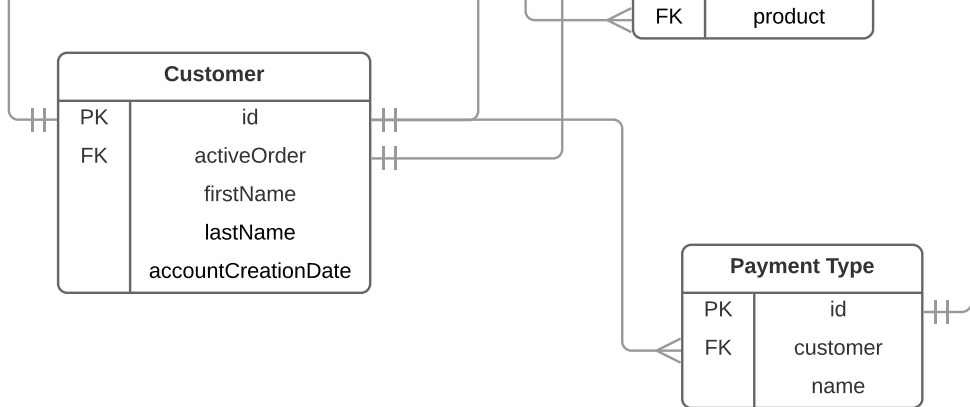 FK product
Customer
PK id
FK activeOrder
firstName
lastName
accountCreationDate
Payment Type
PK id
FK customer
name